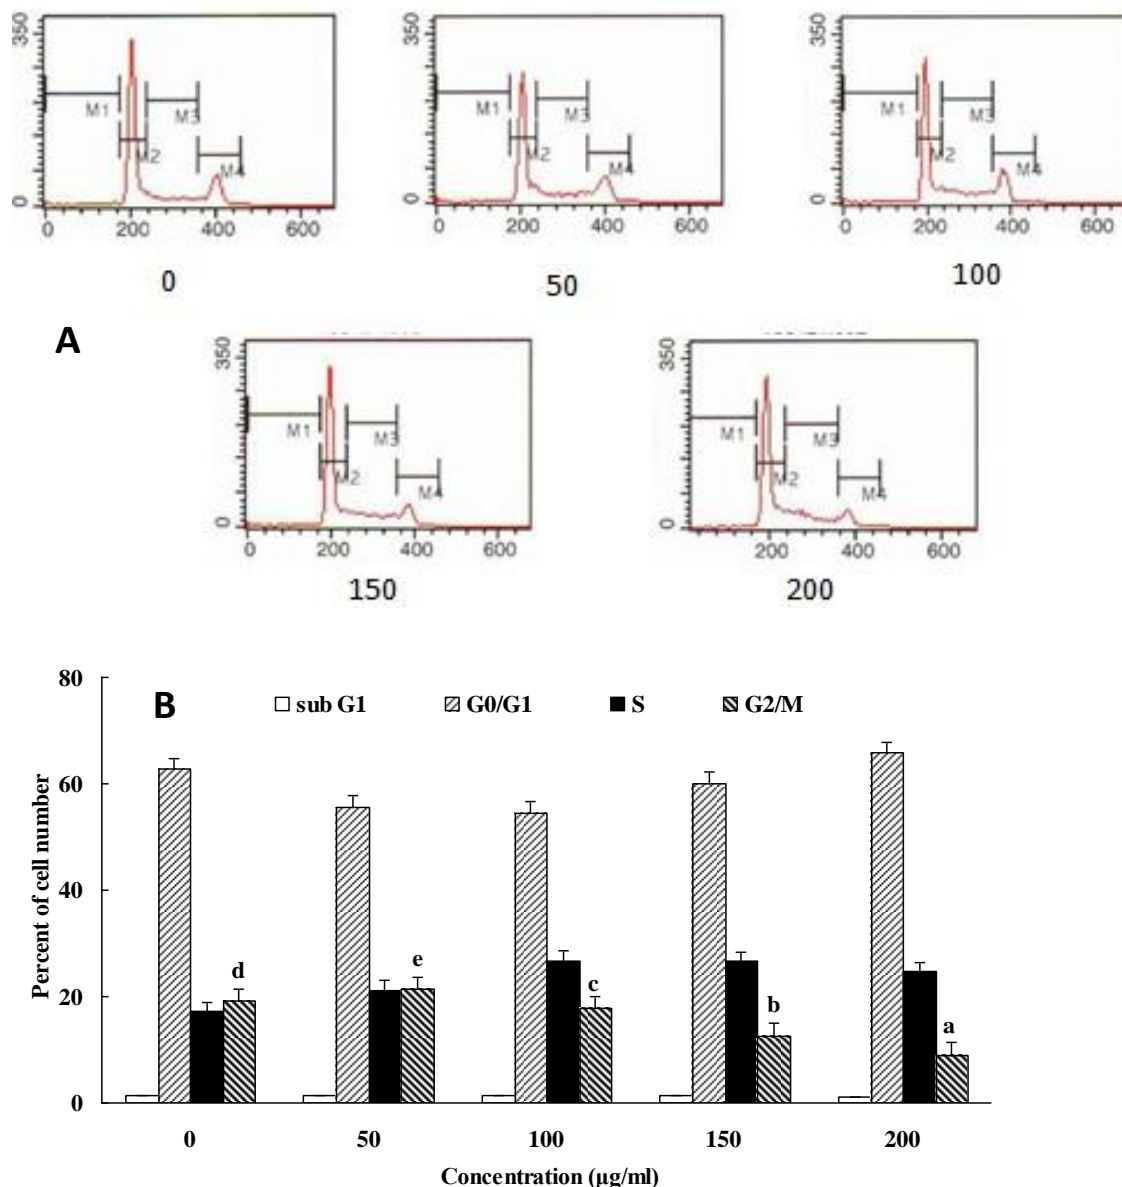 350
350
350
M1
M3
M1
M3
M1
M3
M2
M4
M2
M4
M2
M4
0
0
0
0 200 400 600
0 200 400 600
0 200 400 600
0
50
100
A
350
350
M1
M3
M1
M3
M2
M4
M2
M4
0
0
0 200 400 600
200 400 600
150
200
80
B
sub G1 G0/G1 S G2/M
60
40
20
0
Percent of cell number
d
e
c
b
a
0 50 100 150 200
Concentration (µg/ml)